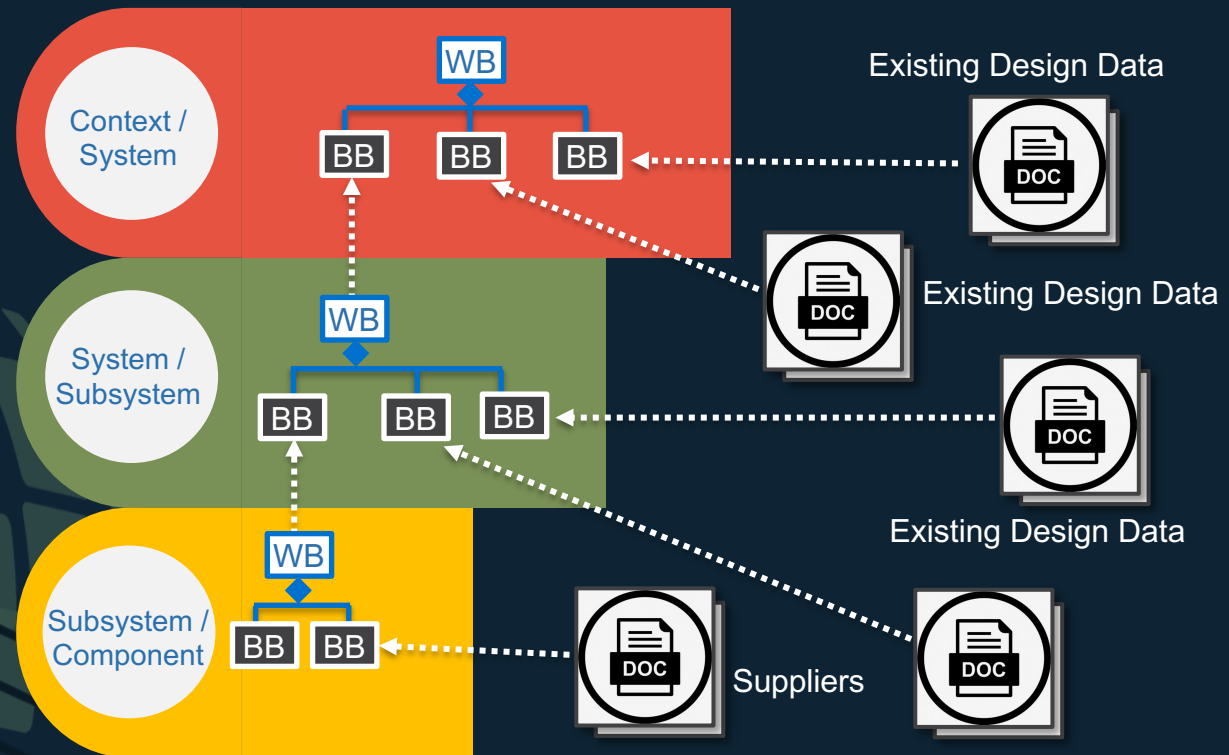 WB
Existing Design Data
Context /
System
BB
BB
BB
DOC
DOC
Existing Design Data
WB
System /
Subsystem
BB
BB
BB
DOC
Existing Design Data
WB
Subsystem /
Component
BB
BB
DOC
Suppliers
DOC